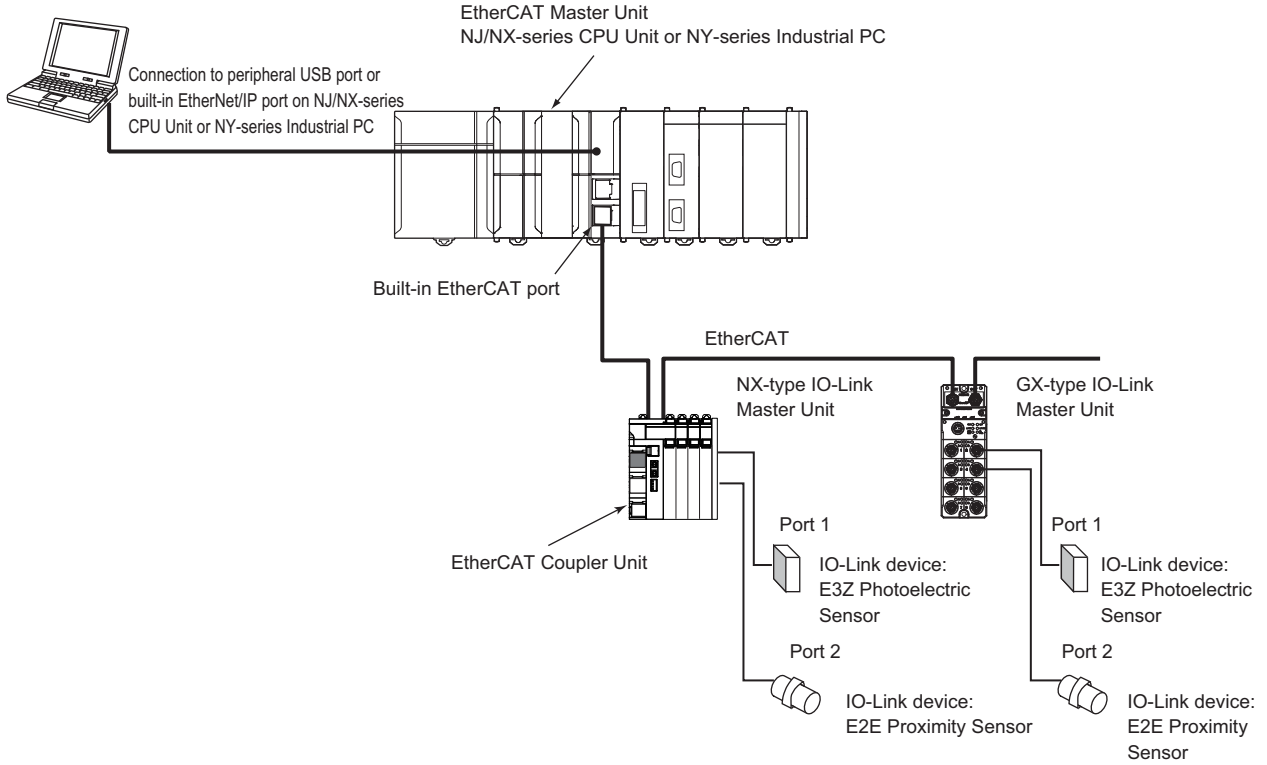 EtherCAT Master Unit
NJ/NX-series CPU Unit or NY-series Industrial PC
Connection to peripheral USB port or
built-in EtherNet/IP port on NJ/NX-series
CPU Unit or NY-series Industrial PC
Built-in EtherCAT port
EtherCAT
NX-type IO-Link
Master Unit
GX-type IO-Link
Master Unit
EtherCAT Coupler Unit
Port 1
IO-Link device:
E3Z Photoelectric
Sensor
Port 2
IO-Link device:
E2E Proximity Sensor
Port 1
IO-Link device:
E3Z Photoelectric
Sensor
Port 2
IO-Link device:
E2E Proximity
Sensor